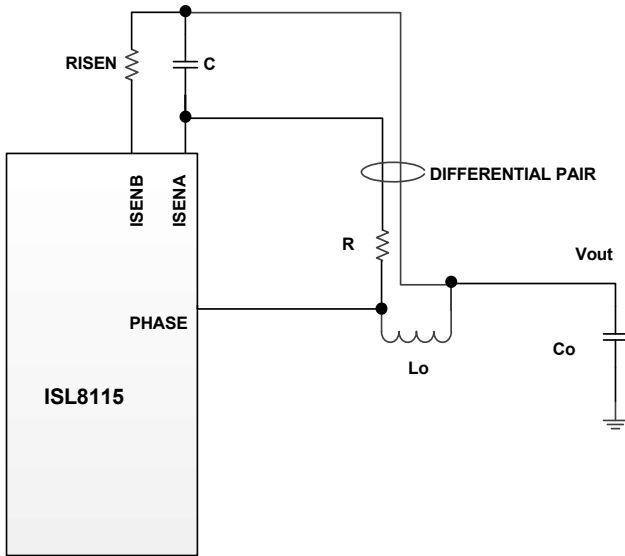 RISEN
C
ISENB
ISENA
DIFFERENTIAL PAIR
R
Vout
PHASE
Co
Lo
ISL8115